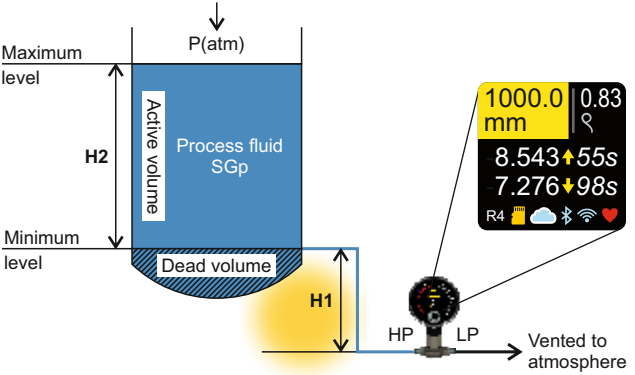 P(atm)
Maximum
level
H2
Active volume
Process fluid
SGp
Minimum
level
Dead volume
H1
HP
LP
Vented to
atmosphere
1000.0
mm
0.83
8.543 55s
-7.276 98s
R4